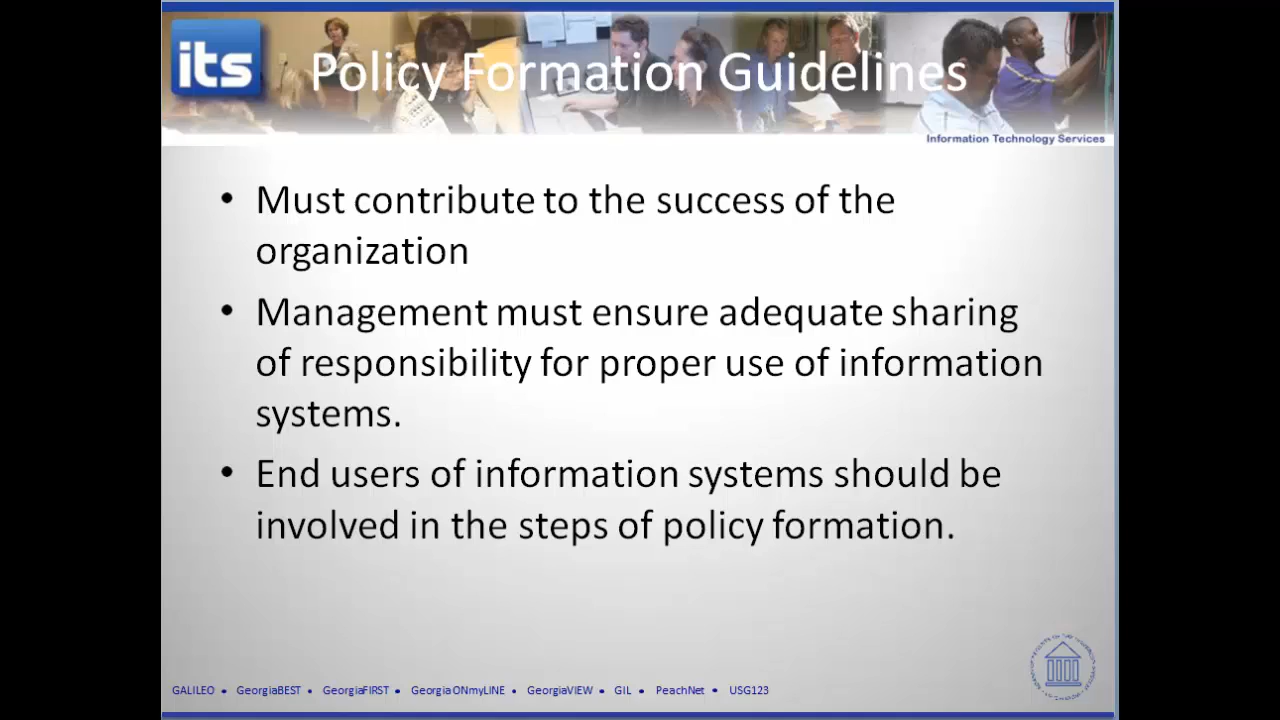 its
Policy Formation Guidelines
Information Technology Services
• Must contribute to the success of the
organization
• Management must ensure adequate sharing
of responsibility for proper use of information
systems.
• End users of information systems should be
involved in the steps of policy formation.
GALILEO • GeorgiaBEST • GeorgiaFIRST • Georgia ONmyLINE • GeorgiaVIEW • GIL • PeachNet • USG123